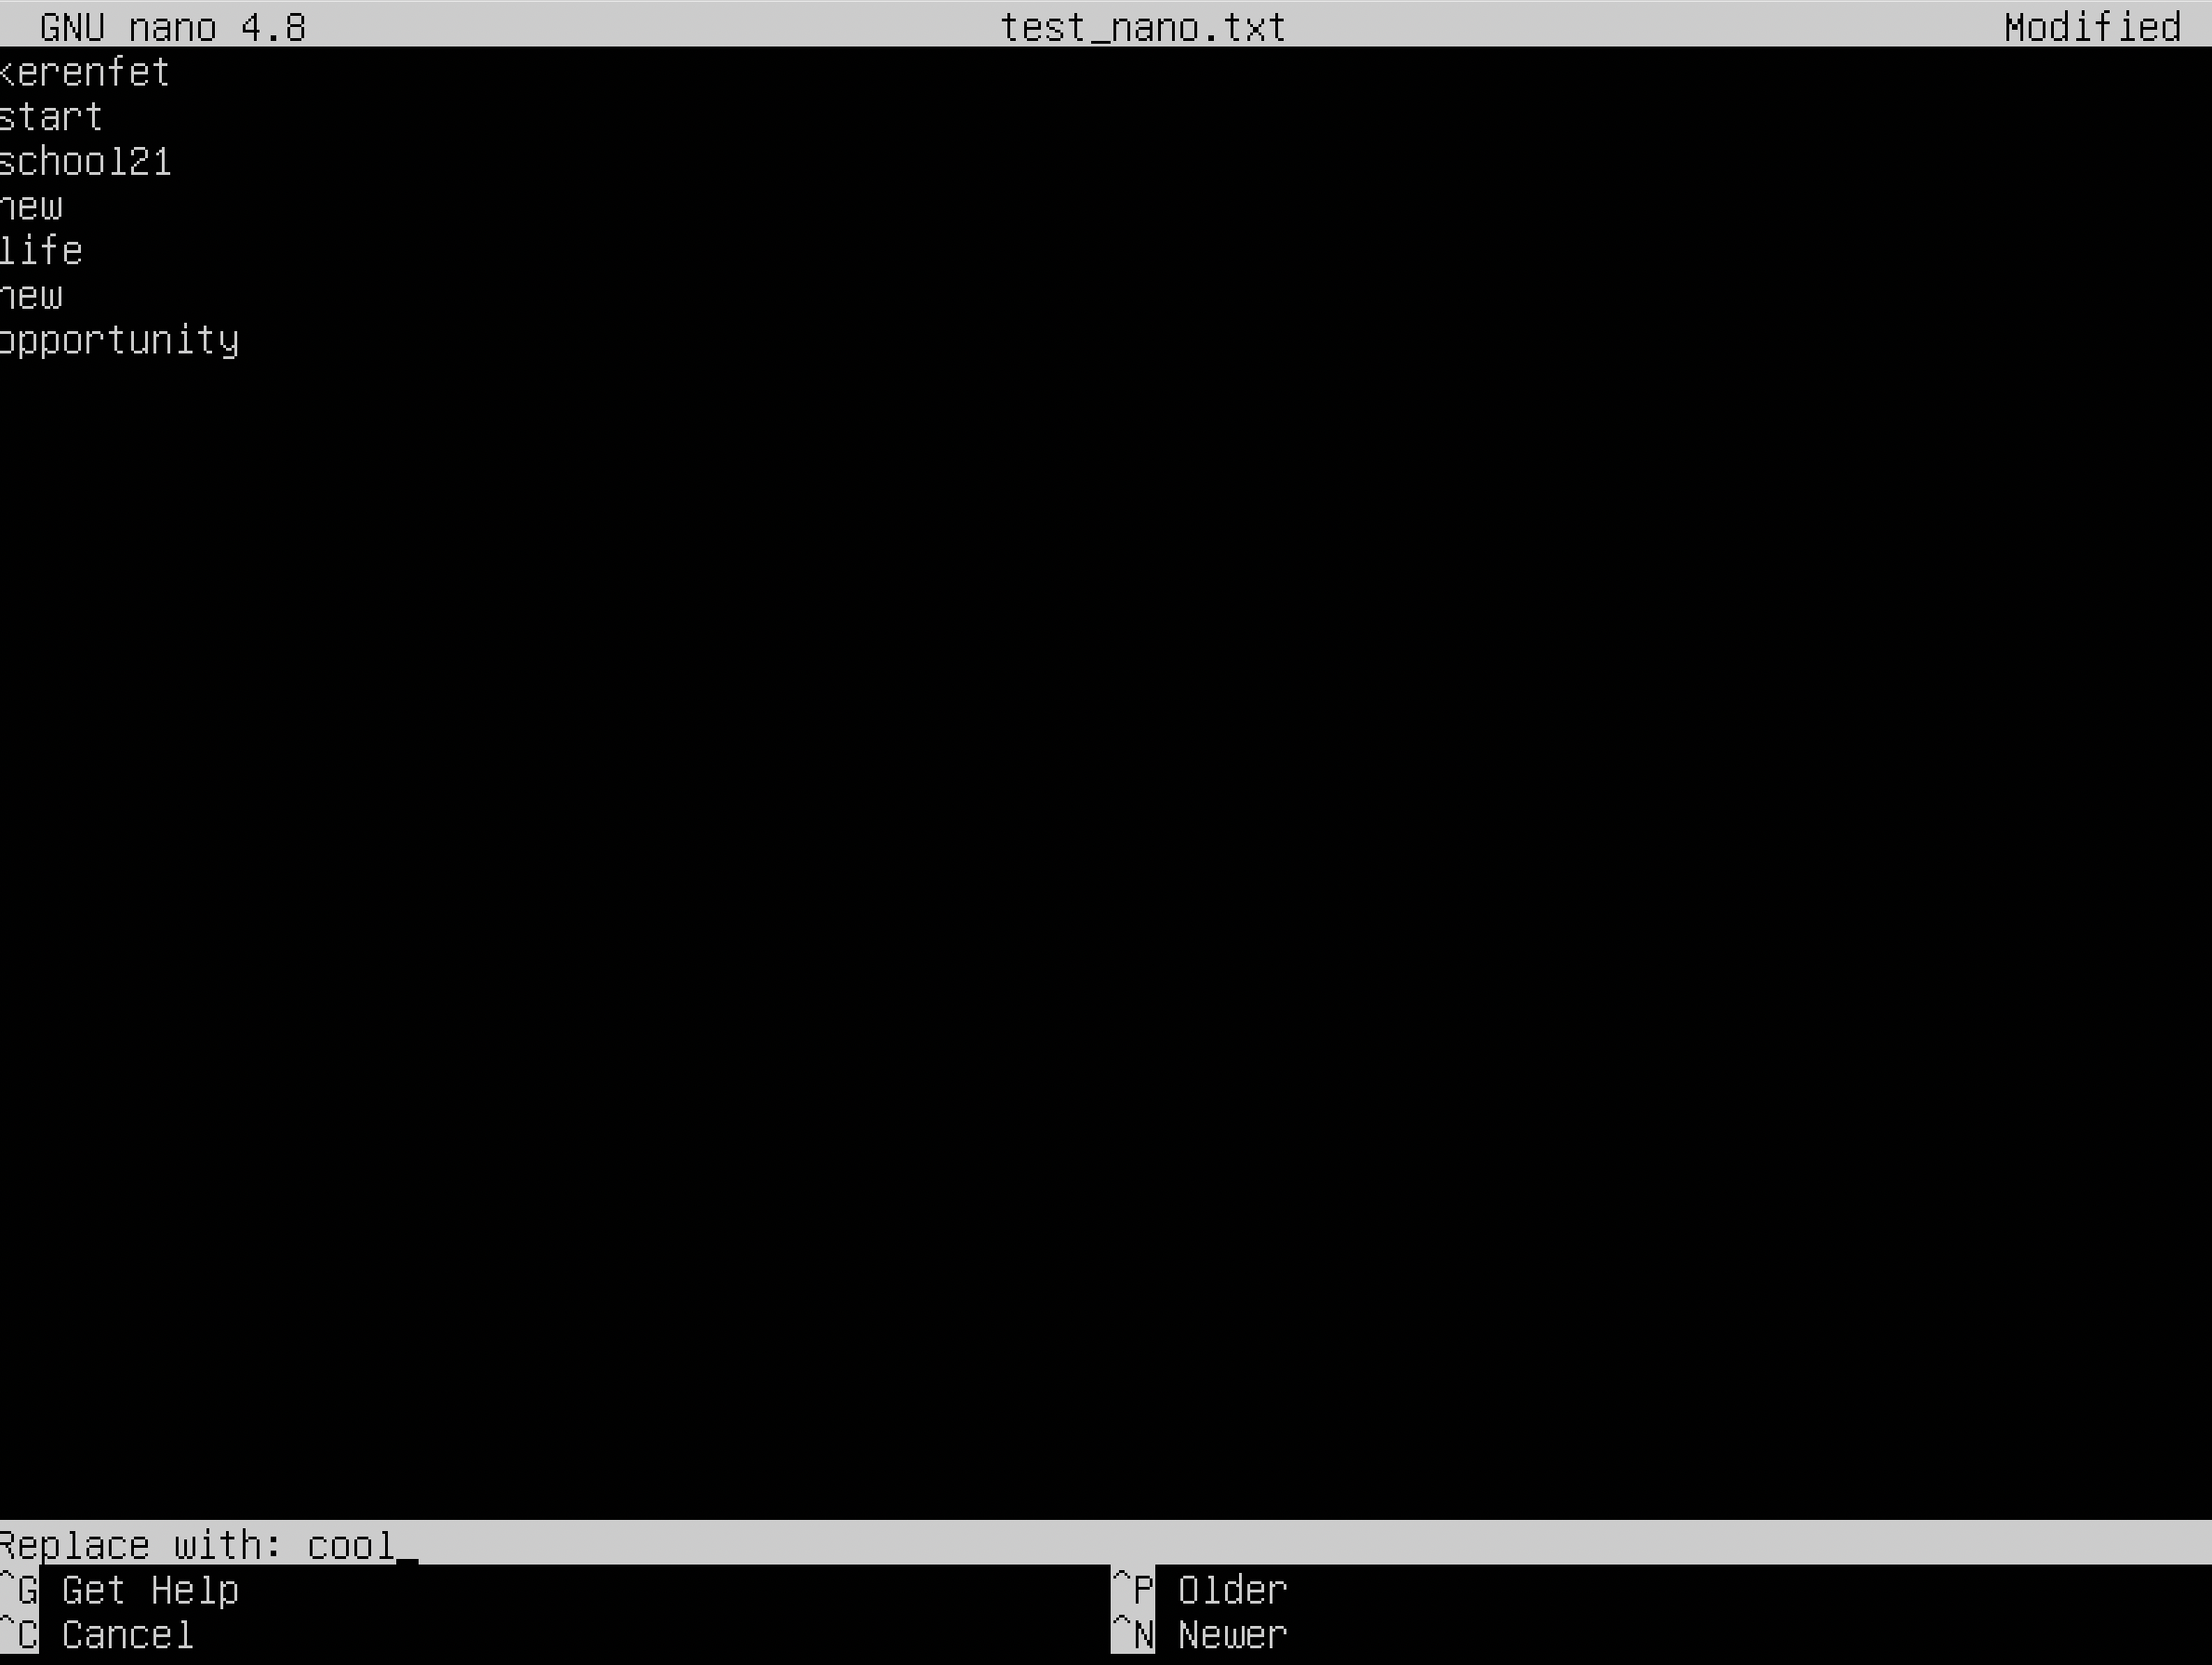 GNU nano 4.8 test_nano.txt Modified
kerenfet
start
school21
new
life
new
opportunity
Replace with: cool
^G Get Help ^P Older
^C Cancel ^N Newer